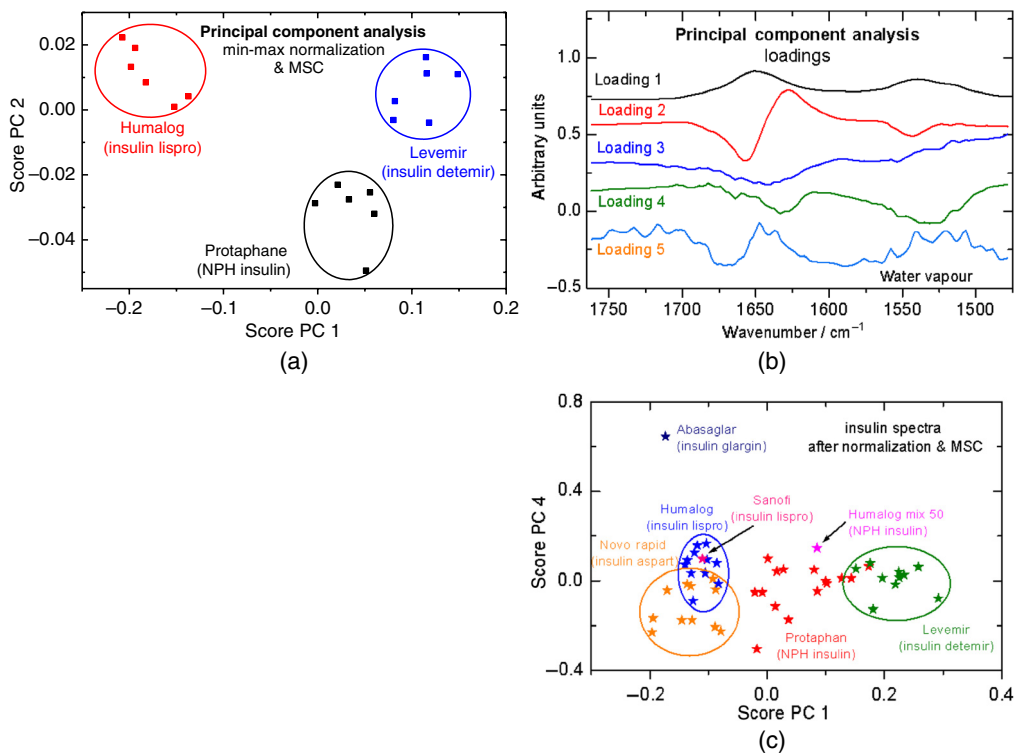 Principal component analysis
min-max normalization
& MSC
Humalog
(insulin lispro)
Levemir
(insulin detemir)
Protaphane
(NPH insulin)
Score PC 2
0.02
0.00
–0.02
–0.04
–0.2
–0.1
0.0
0.1
0.2
Score PC 1
(a)
Principal component analysis
loadings
Loading 1
Loading 2
Loading 3
Loading 4
Loading 5
Water vapour
Arbitrary units
1.0
0.5
0.0
–0.5
1750
1700
1650
1600
1550
1500
Wavenumber / cm⁻¹
(b)
Abasaglar
(insulin glargin)
insulin spectra
after normalization & MSC
Humalog
(insulin lispro)
Sanofi
(insulin lispro)
Humalog mix 50
(NPH insulin)
Novo rapid
(insulin aspart)
Protaphan
(NPH insulin)
Levemir
(insulin detemir)
Score PC 4
0.8
0.4
0.0
–0.4
–0.2
0.0
0.2
0.4
Score PC 1
(c)